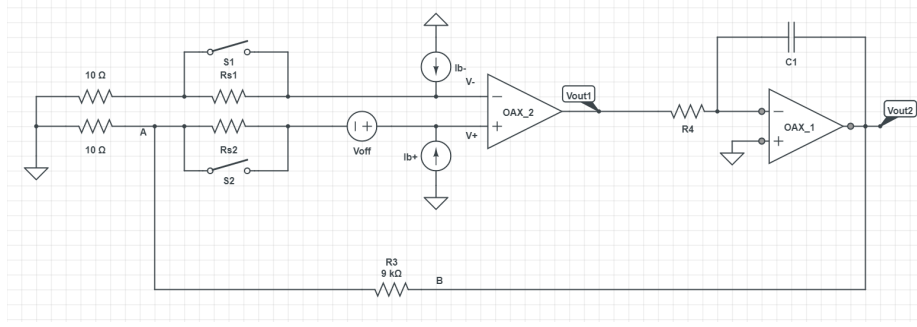 S1
10 Ω
Rs1
Ib-
V-
C1
Vout1
OAX_2
Vout2
A
V+
R4
OAX_1
10 Ω
Rs2
Voff
Ib+
S2
R3
9 kΩ
B